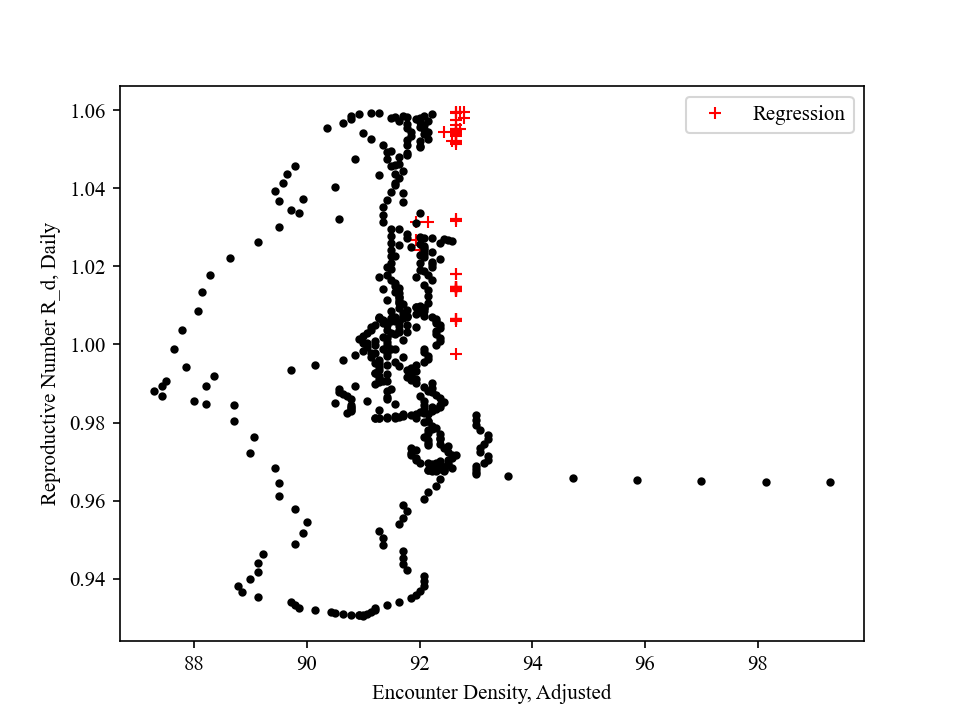 Regression
1.06
1.04
1.02
1.00
0.98
0.96
0.94
Reproductive Number R_d, Daily
88 90 92 94 96 98
Encounter Density, Adjusted